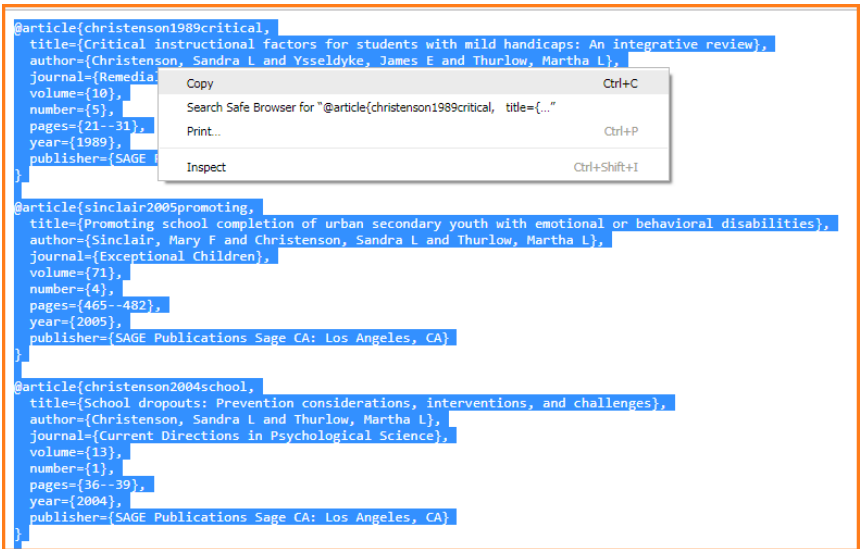 @article{christenson1989critical,
title={Critical instructional factors for students with mild handicaps: An integrative review},
author={Christenson, Sandra L and Ysseldyke, James E and Thurlow, Martha L},
journal={Remedial
volume={10},
number={5},
pages={21--31},
year={1989},
publisher={SAGE
}
Copy Ctrl+C
Search Safe Browser for “@article{christenson1989critical, title={...”
Print... Ctrl+P
Inspect Ctrl+Shift+I
@article{sinclair2005promoting,
title={Promoting school completion of urban secondary youth with emotional or behavioral disabilities},
author={Sinclair, Mary F and Christenson, Sandra L and Thurlow, Martha L},
journal={Exceptional Children},
volume={71},
number={4},
pages={465--482},
year={2005},
publisher={SAGE Publications Sage CA: Los Angeles, CA}
}
@article{christenson2004school,
title={School dropouts: Prevention considerations, interventions, and challenges},
author={Christenson, Sandra L and Thurlow, Martha L},
journal={Current Directions in Psychological Science},
volume={13},
number={1},
pages={36--39},
year={2004},
publisher={SAGE Publications Sage CA: Los Angeles, CA}
}